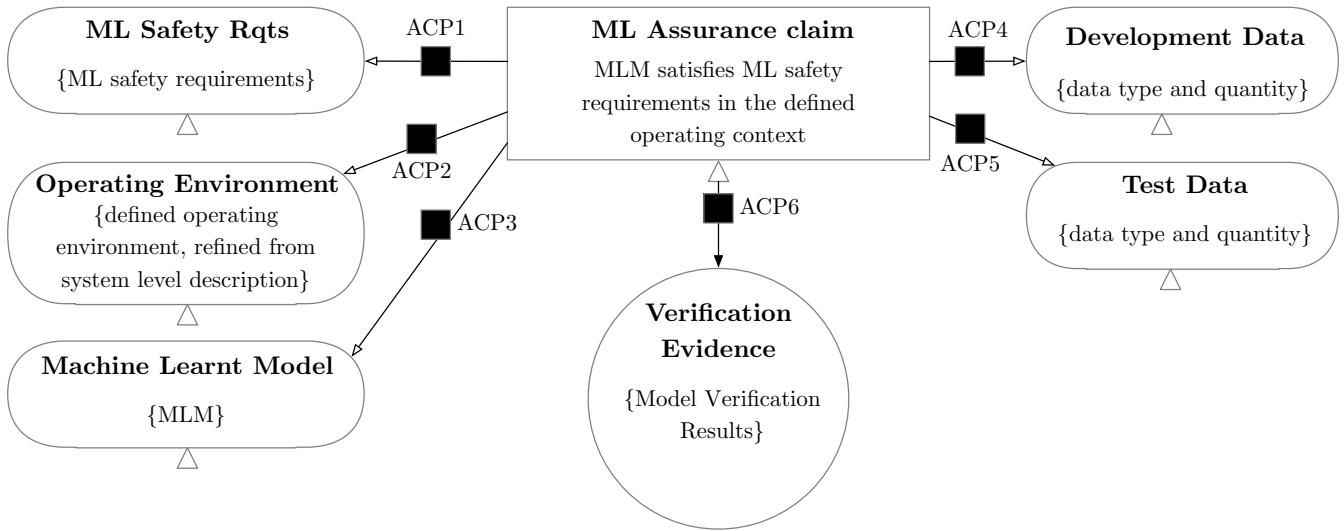 ML Safety Rqts
{ML safety requirements}
ACP1
ML Assurance claim
MLM satisfies ML safety
requirements in the defined
operating context
ACP4
Development Data
{data type and quantity}
ACP2
ACP5
Operating Environment
{defined operating
environment, refined from
system level description}
ACP3
ACP6
Test Data
{data type and quantity}
Machine Learnt Model
{MLM}
Verification
Evidence
{Model Verification
Results}